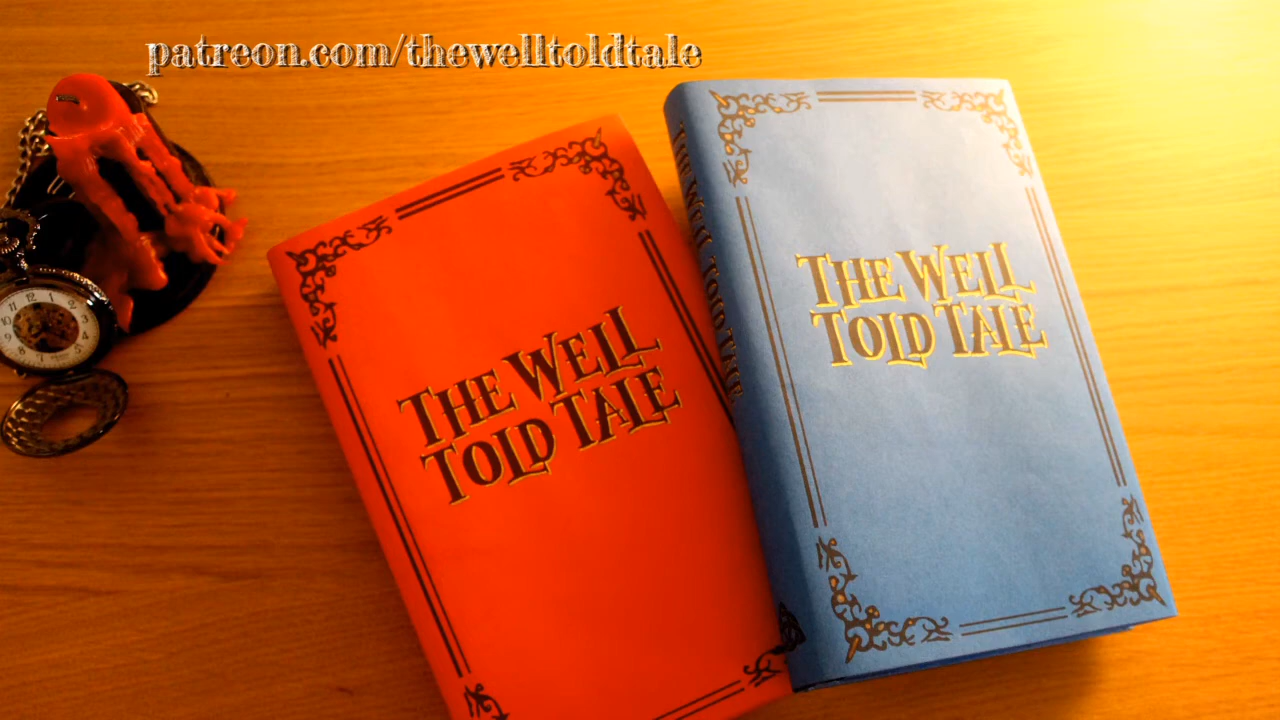 patreon.com/thewelltoldtale
THE WELL
TOLD TALE
THE WELL TOLD TALE
THE WELL
TOLD TALE